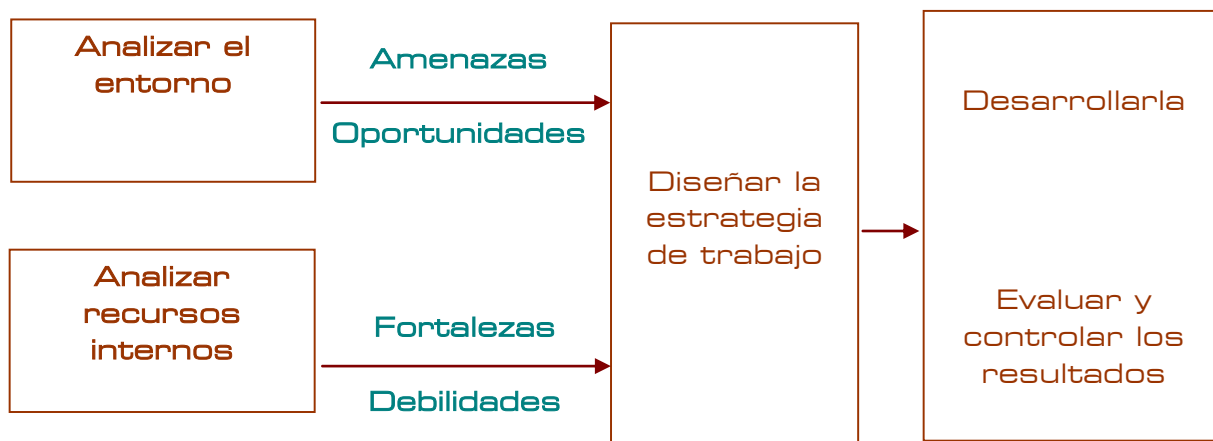 Analizar el
entorno
Amenazas
Oportunidades
Analizar
recursos
internos
Fortalezas
Debilidades
Diseñar la
estrategia
de trabajo
Desarrollarla
Evaluar y
controlar los
resultados